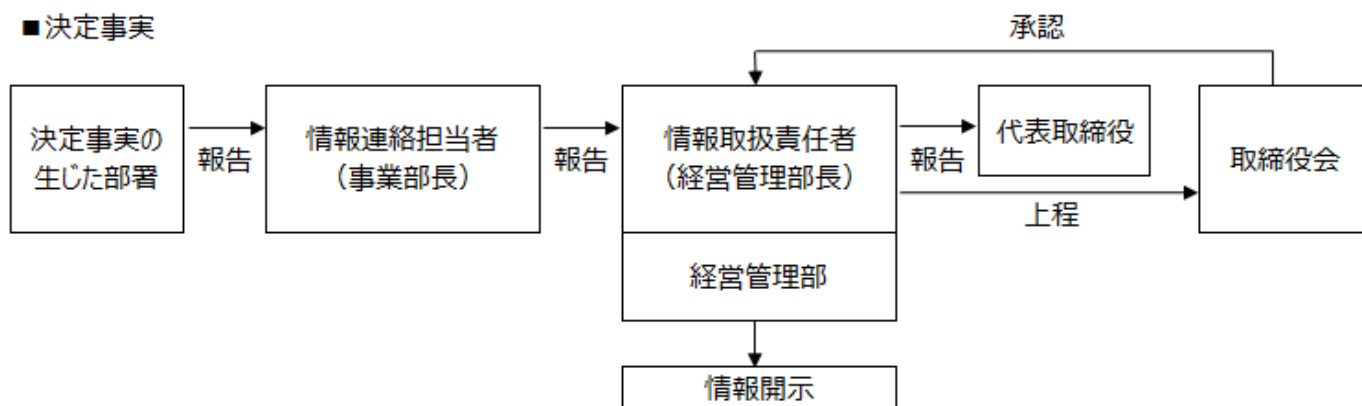 ■決定事実
承認
決定事実の
生じた部署
報告
情報連絡担当者
（事業部長）
報告
情報取扱責任者
（経営管理部長）
報告
代表取締役
上程
取締役会
経営管理部
情報開示